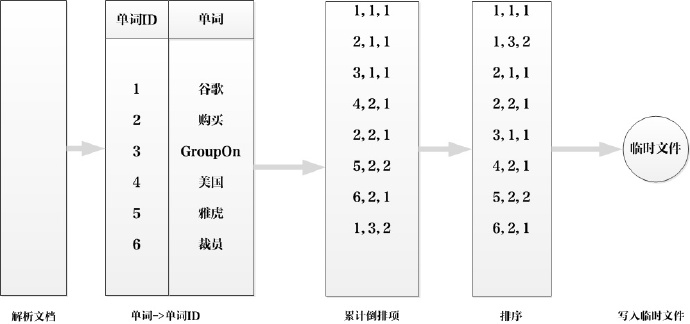 单词ID 单词
1 谷歌
2 购买
3 GroupOn
4 美国
5 雅虎
6 裁员
1, 1, 1
2, 1, 1
3, 1, 1
4, 2, 1
2, 2, 1
5, 2, 2
6, 2, 1
1, 3, 2
1, 1, 1
1, 3, 2
2, 1, 1
2, 2, 1
3, 1, 1
4, 2, 1
5, 2, 2
6, 2, 1
临时文件
解析文档 单词->单词ID 累计倒排项 排序 写入临时文件